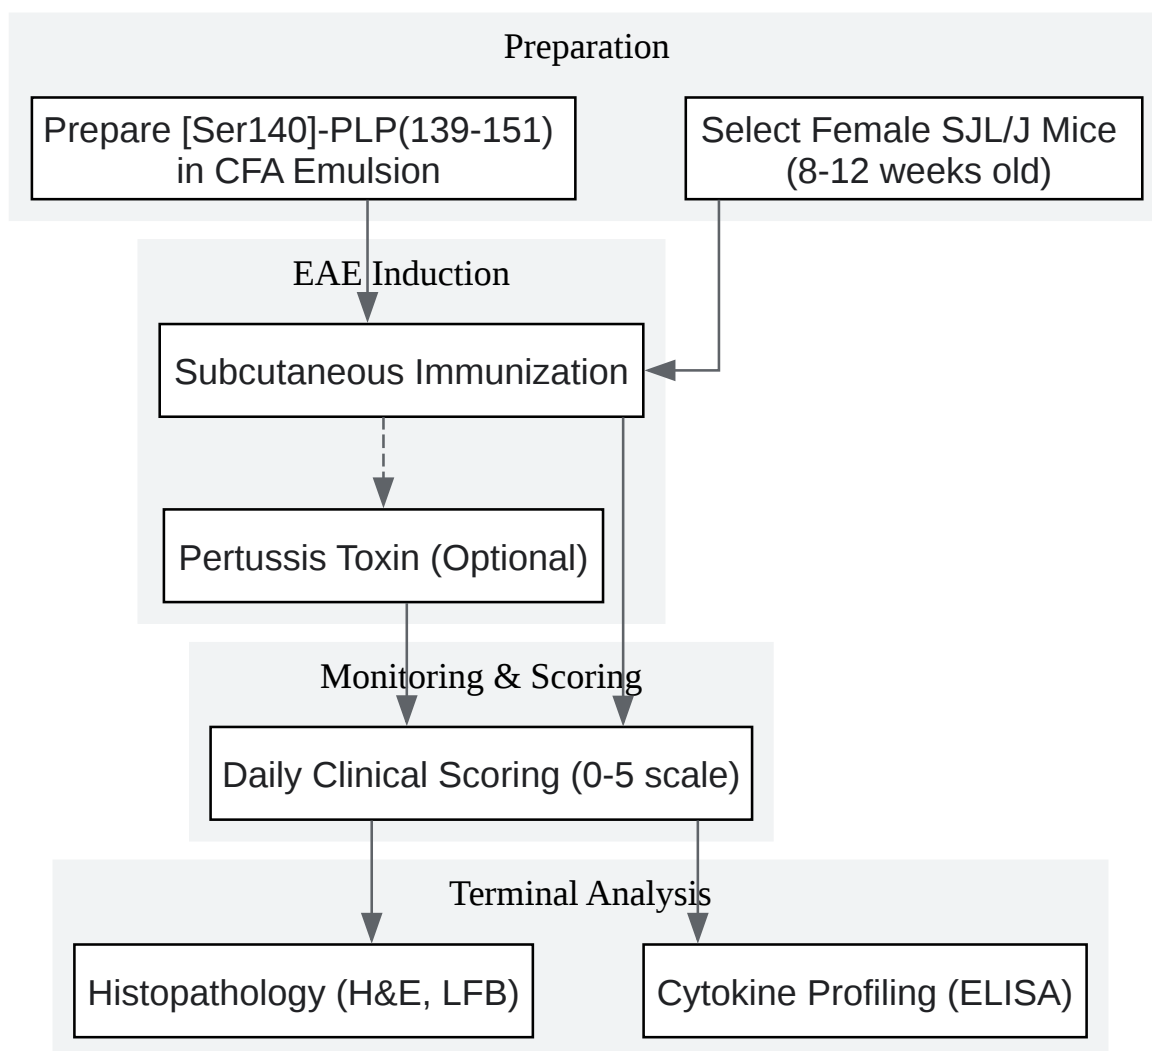 Preparation
Prepare [Ser140]-PLP(139-151)
in CFA Emulsion
Select Female SJL/J Mice
(8-12 weeks old)
EAE Induction
Subcutaneous Immunization
Pertussis Toxin (Optional)
Monitoring & Scoring
Daily Clinical Scoring (0-5 scale)
Terminal Analysis
Histopathology (H&E, LFB)
Cytokine Profiling (ELISA)